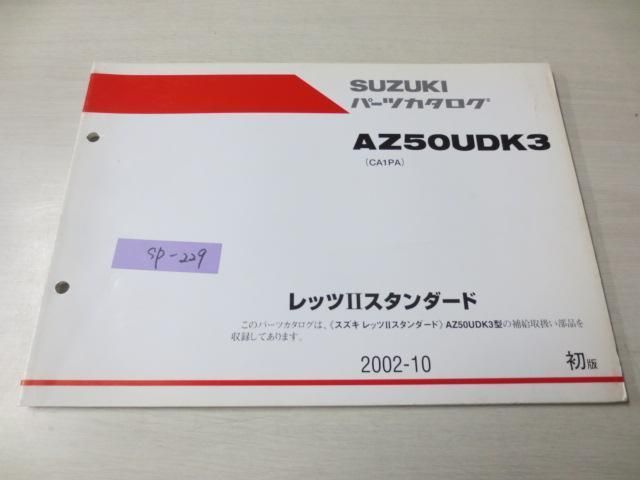 SUZUKI
パーツカタログ
AZ50UDK3
(CA1PA)
SP-229
レッツIIスタンダード
このパーツカタログは、《スズキ レッツIIスタンダード》AZ50UDK3型の補給取扱い部品を
収録してあります。
2002-10
初版